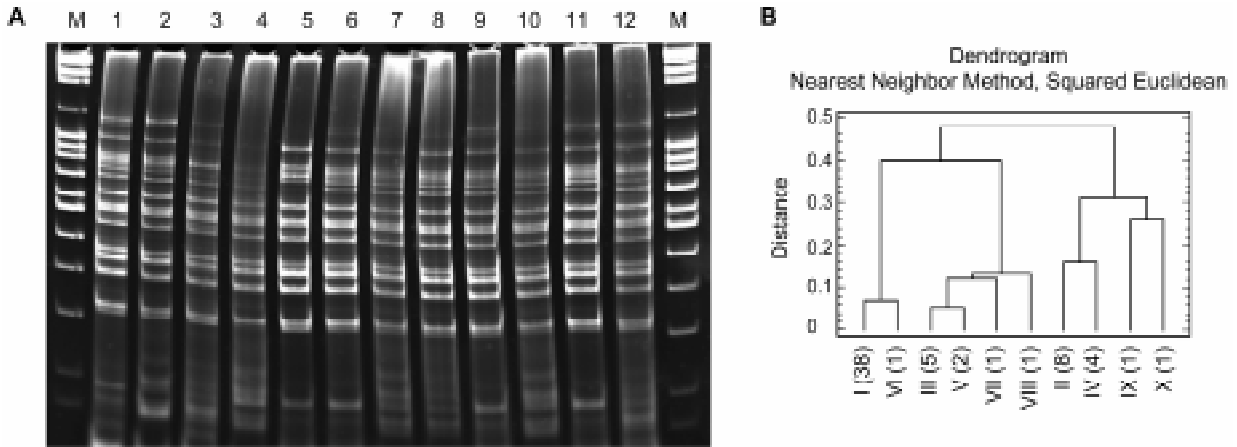 A
M 1 2 3 4 5 6 7 8 9 10 11 12 M
B
Dendrogram
Nearest Neighbor Method, Squared Euclidean
Distance
0.5
0.4
0.3
0.2
0.1
0
I (38)
VI (1)
III (5)
V (2)
VII (1)
VIII (1)
II (6)
IV (4)
IX (1)
X (1)